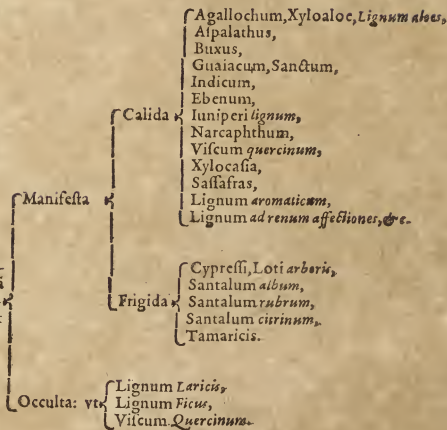 Agallochum, Xyloaloe, Lignum aloes,
Aſpalathus,
Buxus,
Guaiacum, Sanctum,
Indicum,
Ebenum,
Calida
Iuniperi lignum,
Narcaphthum,
Viſcum quercinum,
Xylocaſia,
Saſſafras,
Lignum aromaticum,
Lignum ad renum affectiones, &c.
Manifeſta
Cypreſſi, Loti arboris,
Santalum album,
Frigida
Santalum rubrum,
Santalum citrinum,
Tamaricis.
Lignum Laricis,
Occulta: vt
Lignum Ficus,
Viſcum Quercinum.